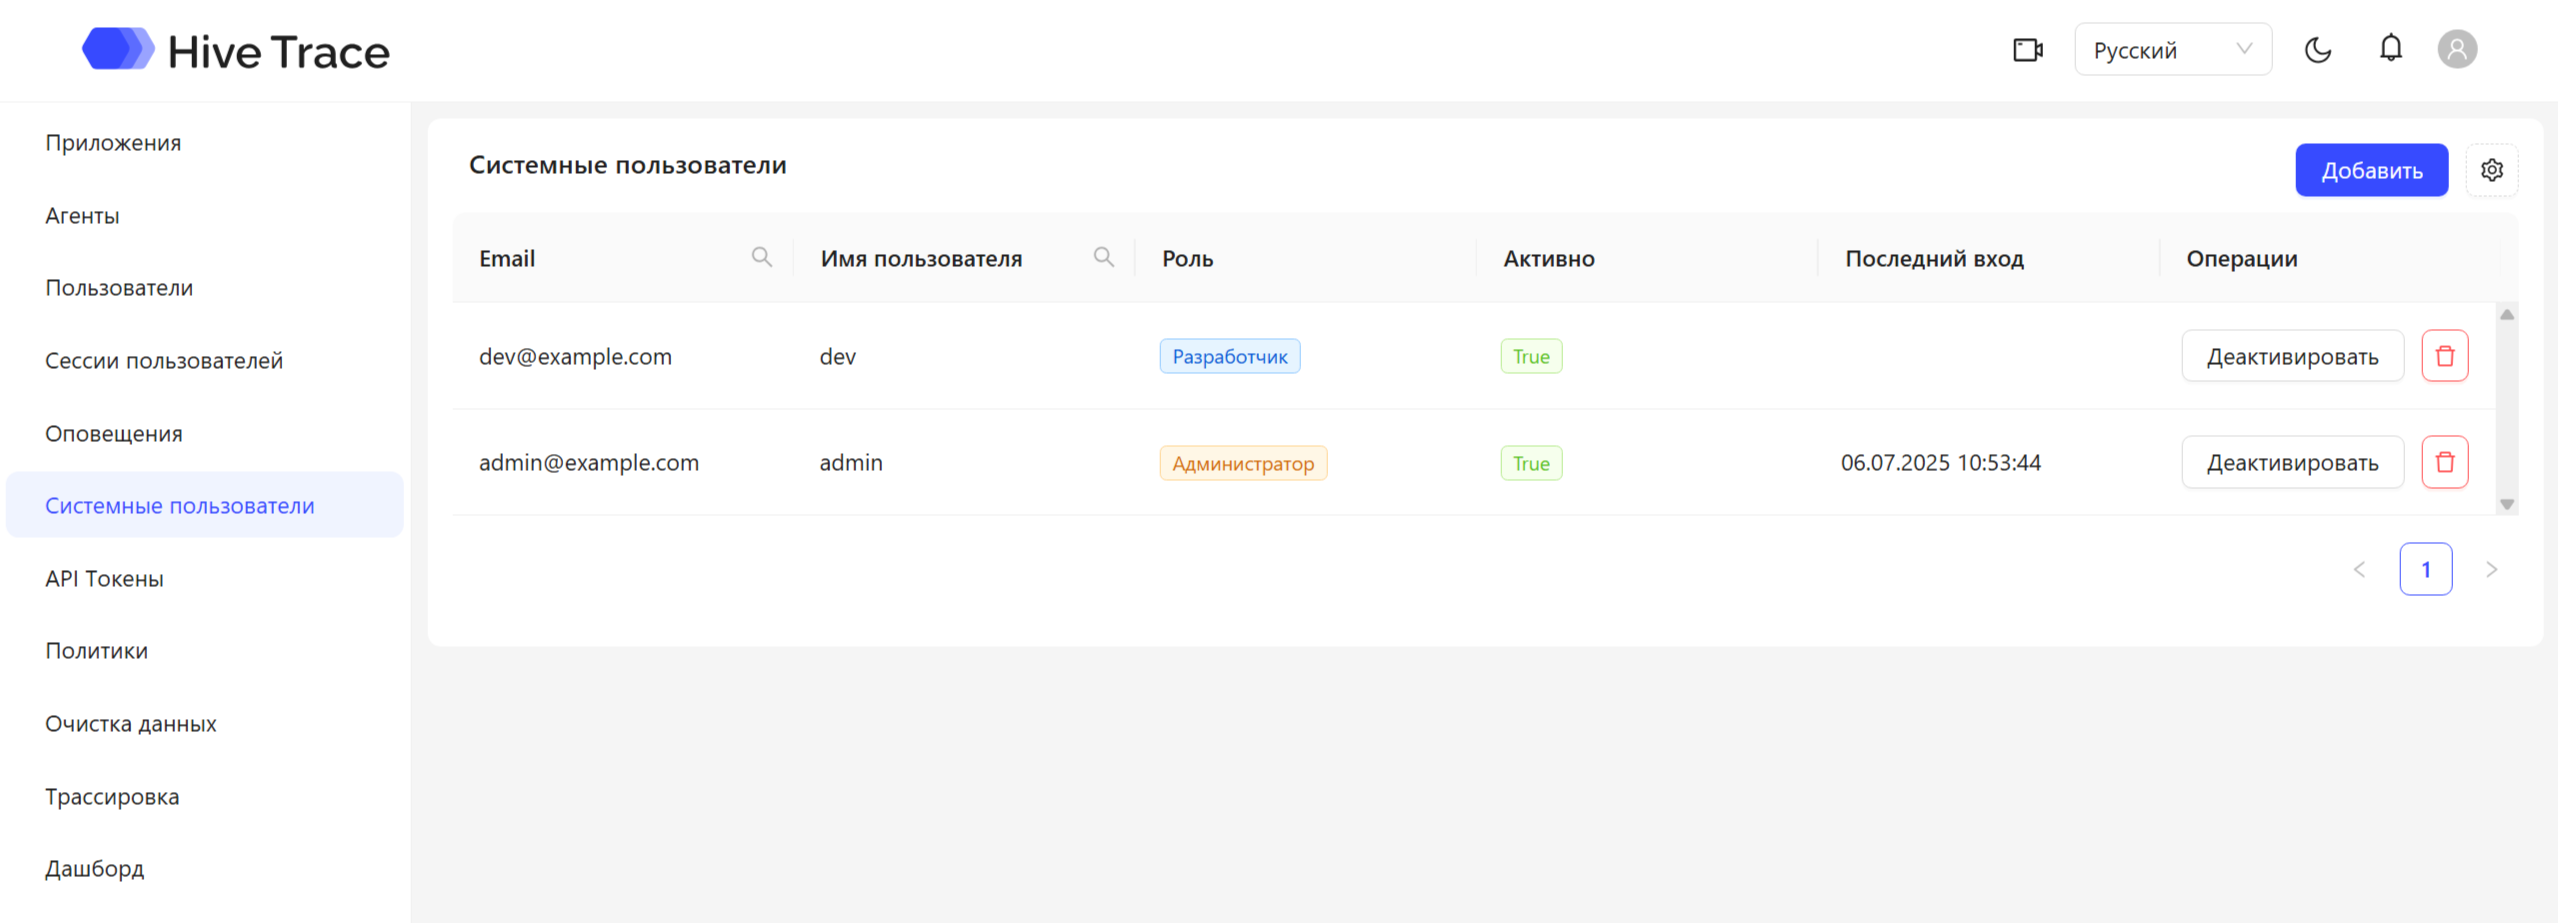 Hive Trace
Русский
Приложения
Агенты
Пользователи
Сессии пользователей
Оповещения
Системные пользователи
API Токены
Политики
Очистка данных
Трассировка
Дашборд
Системные пользователи
Добавить
Email Имя пользователя Роль Активно Последний вход Операции
dev@example.com dev Разработчик True Деактивировать
admin@example.com admin Администратор True 06.07.2025 10:53:44 Деактивировать
1